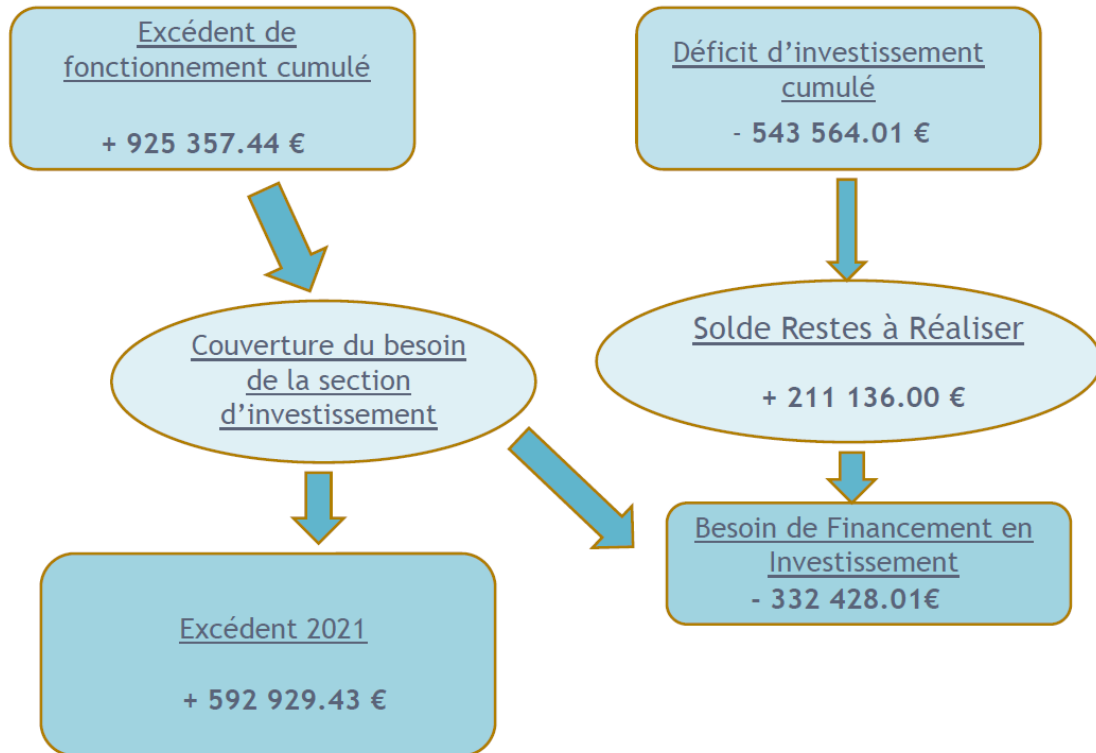 Excédent de
fonctionnement cumulé
+ 925 357.44 €
Déficit d’investissement
cumulé
- 543 564.01 €
Couverture du besoin
de la section
d’investissement
Solde Restes à Réaliser
+ 211 136.00 €
Besoin de Financement en
Investissement
- 332 428.01€
Excédent 2021
+ 592 929.43 €